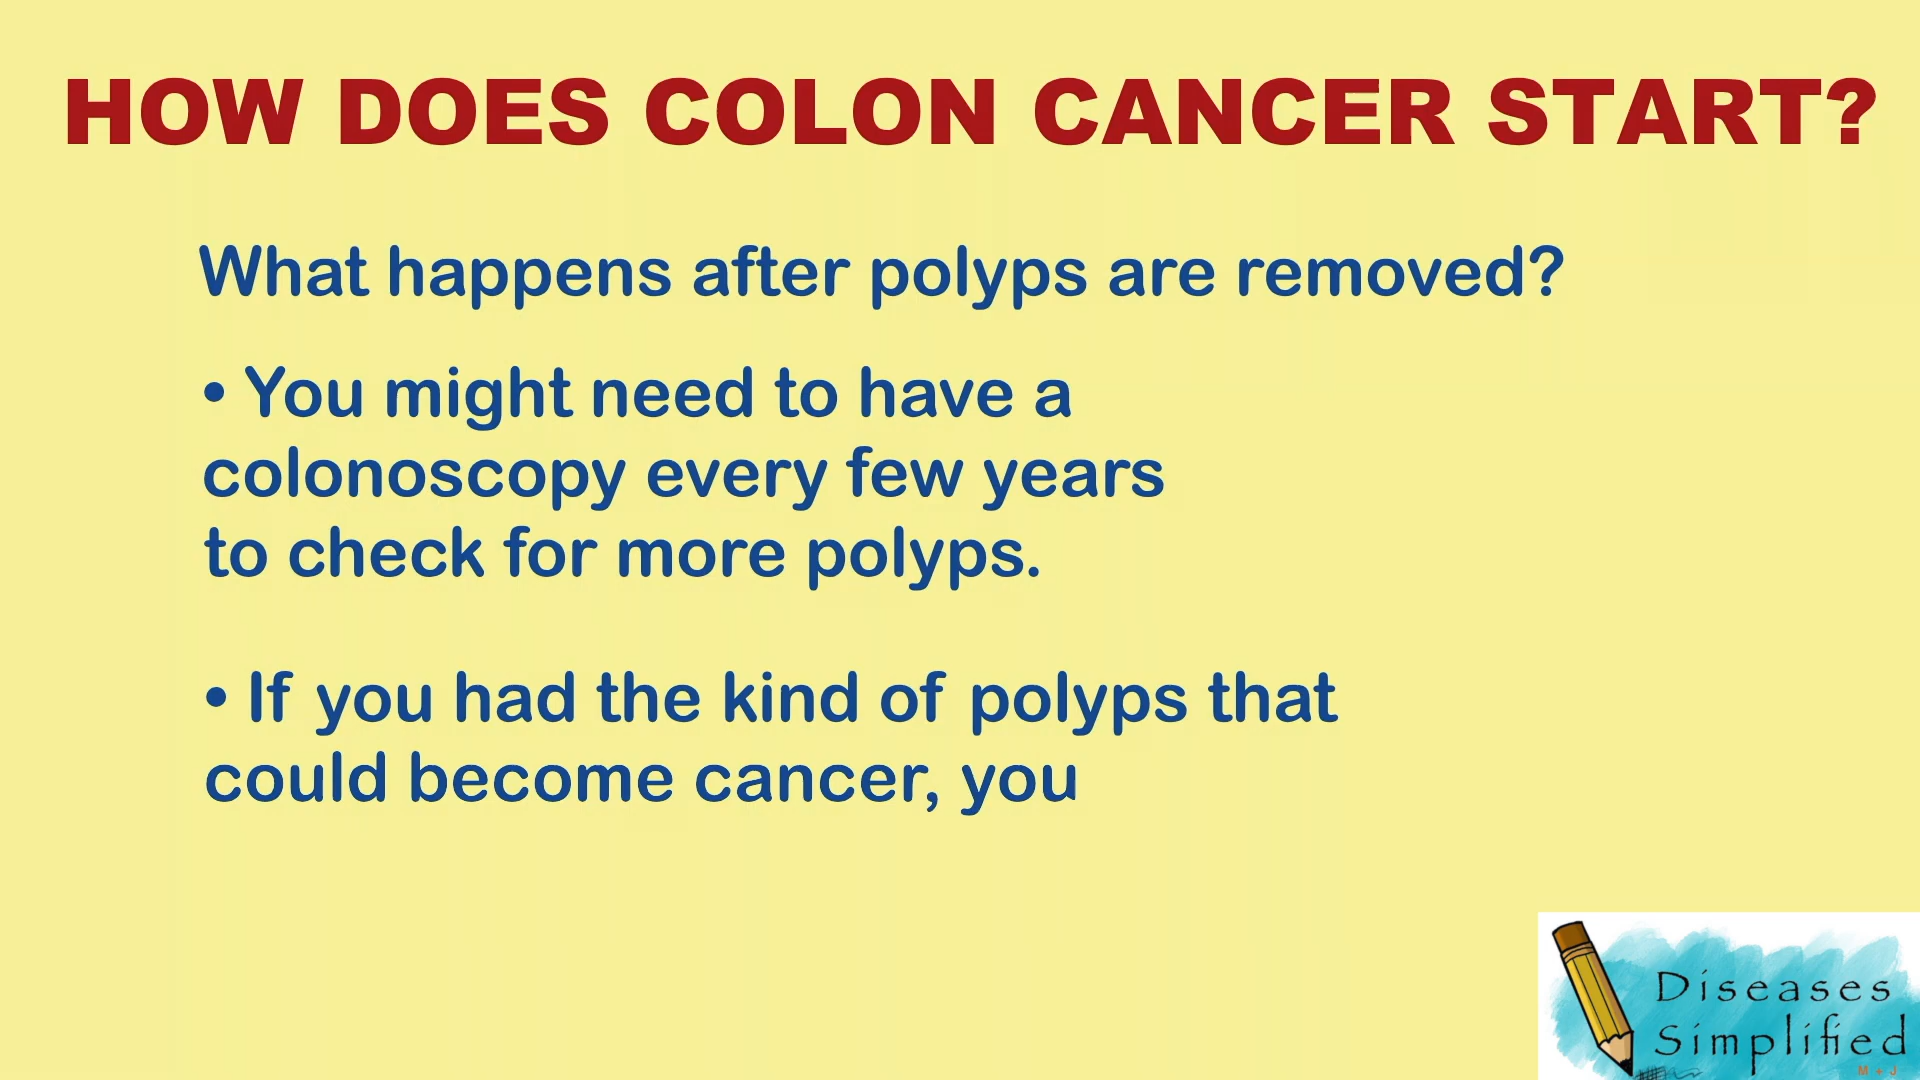 HOW DOES COLON CANCER START?
What happens after polyps are removed?
• You might need to have a
colonoscopy every few years
to check for more polyps.
• If you had the kind of polyps that
could become cancer, you
Diseases
Simplified
M + J